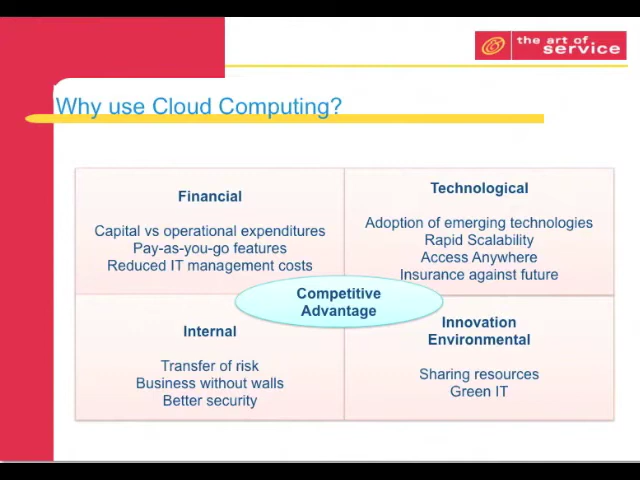 the art of
service
Why use Cloud Computing?
Financial
Capital vs operational expenditures
Pay-as-you-go features
Reduced IT management costs
Technological
Adoption of emerging technologies
Rapid Scalability
Access Anywhere
Insurance against future
Competitive
Advantage
Internal
Transfer of risk
Business without walls
Better security
Innovation
Environmental
Sharing resources
Green IT